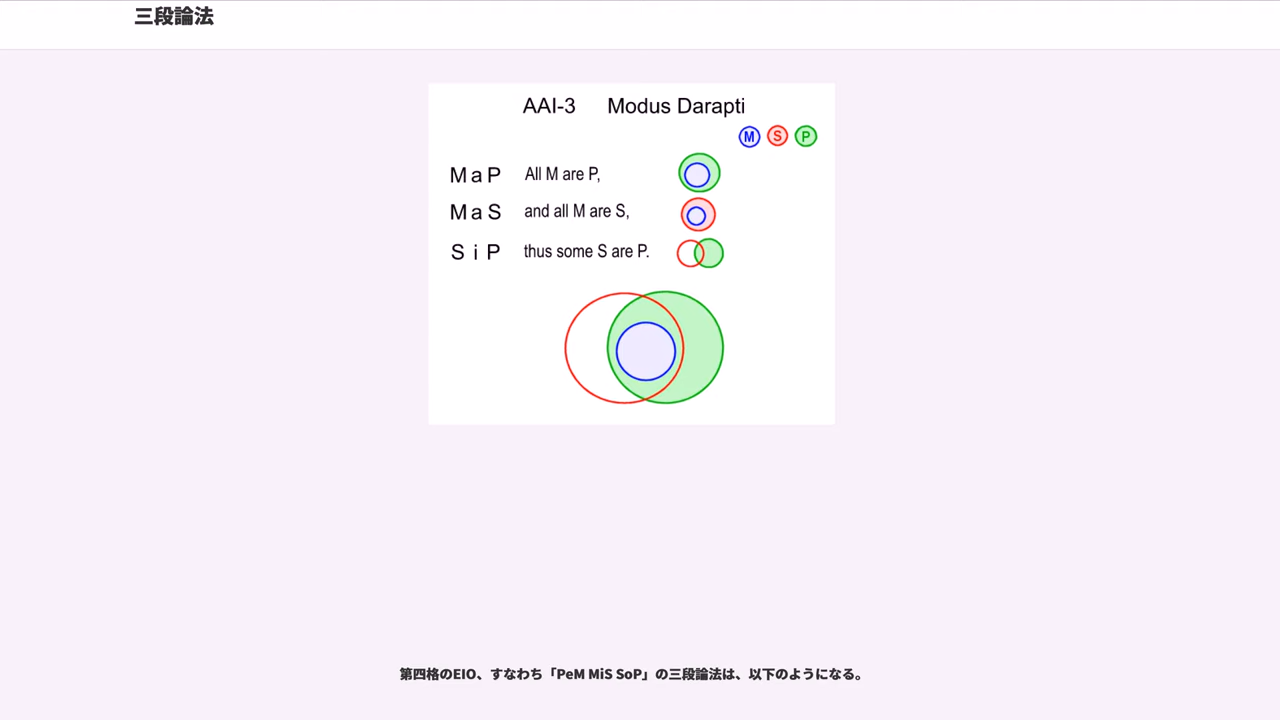 三段論法
AAI-3 Modus Darapti
M S P
M a P All M are P,
M a S and all M are S,
S i P thus some S are P.
第四格のEIO、すなわち「PeM MiS SoP」の三段論法は、以下のようになる。